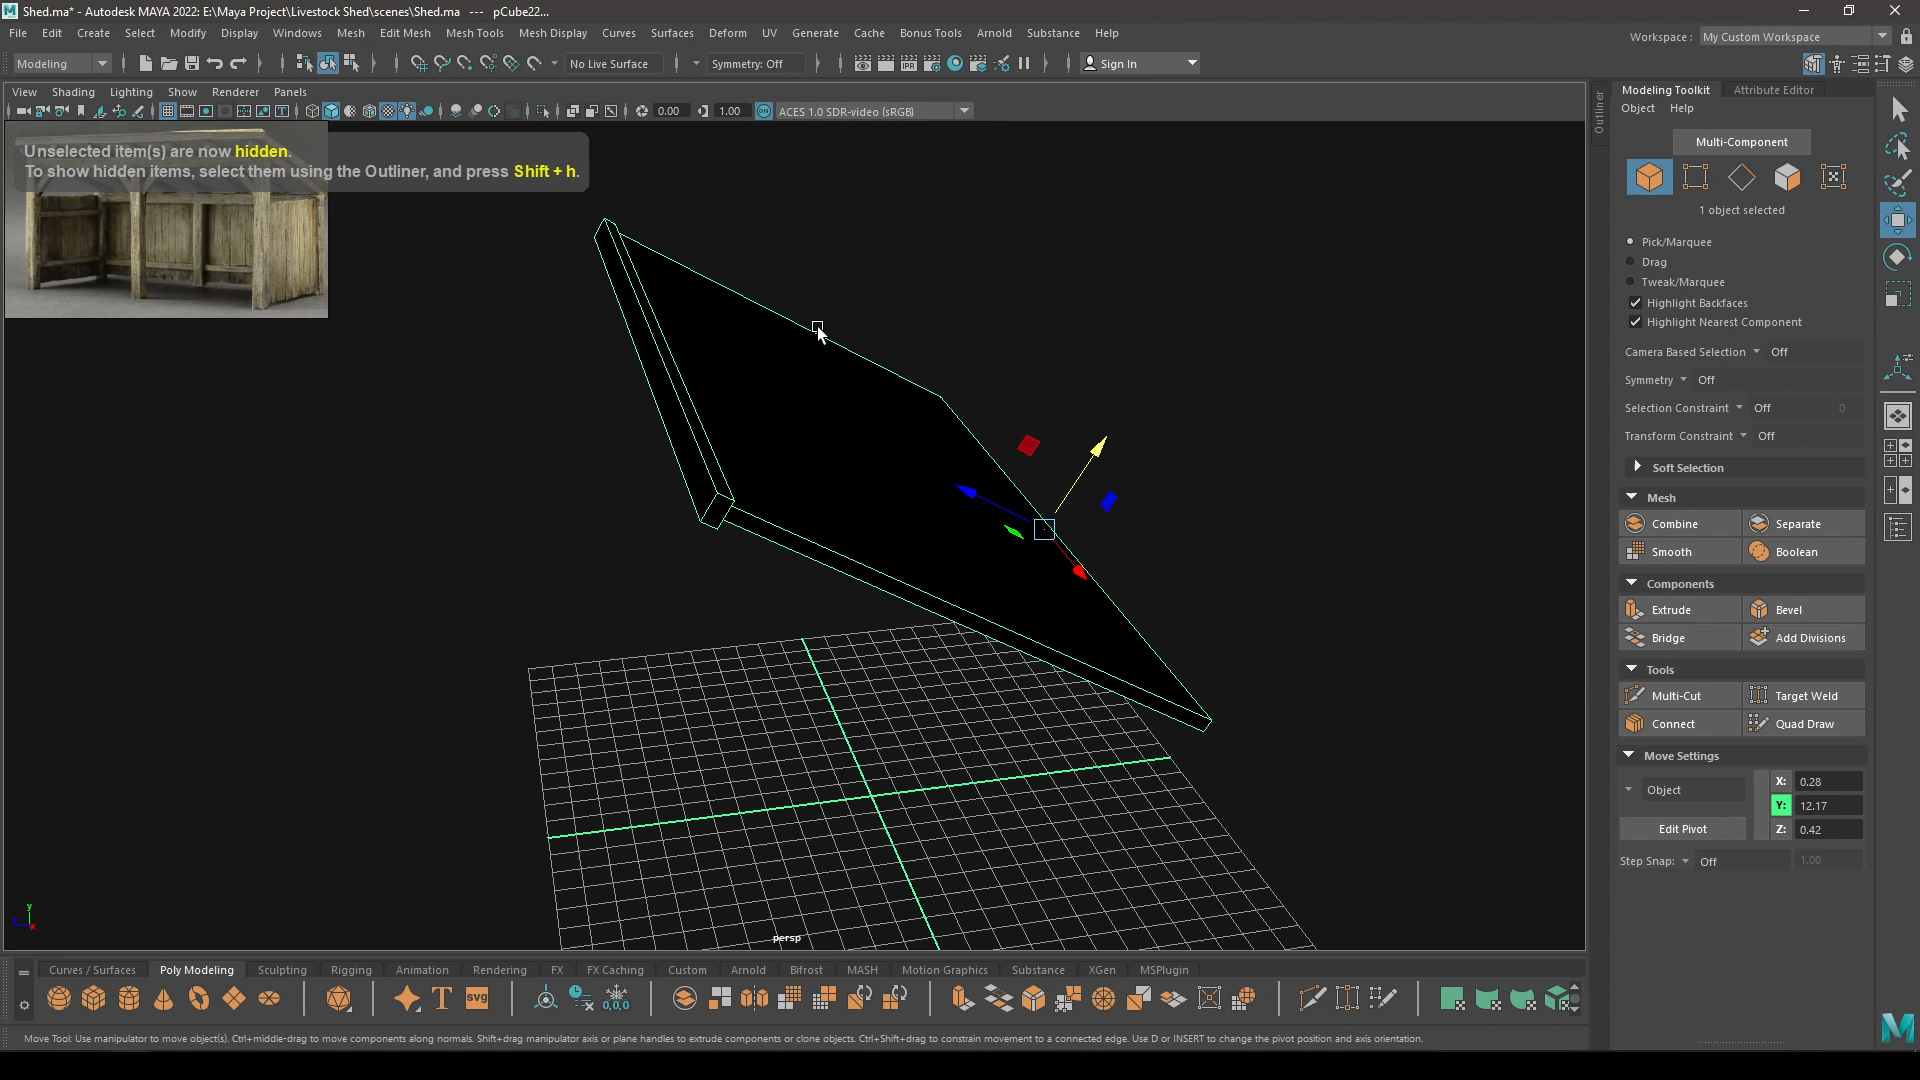 Shed.ma* - Autodesk MAYA 2022: E:\Maya Project\Livestock Shed\scenes\Shed.ma --- pCube22...
File Edit Create Select Modify Display Windows Mesh Edit Mesh Mesh Tools Mesh Display Curves Surfaces Deform UV Generate Cache Bonus Tools Arnold Substance Help
Workspace : My Custom Workspace
Modeling
No Live Surface
Symmetry: Off
IPR
Sign In
View Shading Lighting Show Renderer Panels
0.00
1.00
ON
ACES 1.0 SDR-video (sRGB)
Unselected item(s) are now hidden.
To show hidden items, select them using the Outliner, and press Shift + h.
Outliner
Modeling Toolkit Attribute Editor
Object Help
Multi-Component
1 object selected
Pick/Marquee
Drag
Tweak/Marquee
Highlight Backfaces
Highlight Nearest Component
Camera Based Selection Off
Symmetry Off
Selection Constraint Off 0
Transform Constraint Off
Soft Selection
Mesh
Combine Separate
Smooth Boolean
Components
Extrude Bevel
Bridge Add Divisions
Tools
Multi-Cut Target Weld
Connect Quad Draw
Move Settings
Object
X: 0.28
Y: 12.17
Edit Pivot
Z: 0.42
Step Snap: Off 1.00
y
x
persp
Curves / Surfaces Poly Modeling Sculpting Rigging Animation Rendering FX FX Caching Custom Arnold Bifrost MASH Motion Graphics Substance XGen MSPlugin
T
svg
0,0,0
M
Move Tool: Use manipulator to move object(s). Ctrl+middle-drag to move components along normals. Shift+drag manipulator axis or plane handles to extrude components or clone objects. Ctrl+Shift+drag to constrain movement to a connected edge. Use D or INSERT to change the pivot position and axis orientation.